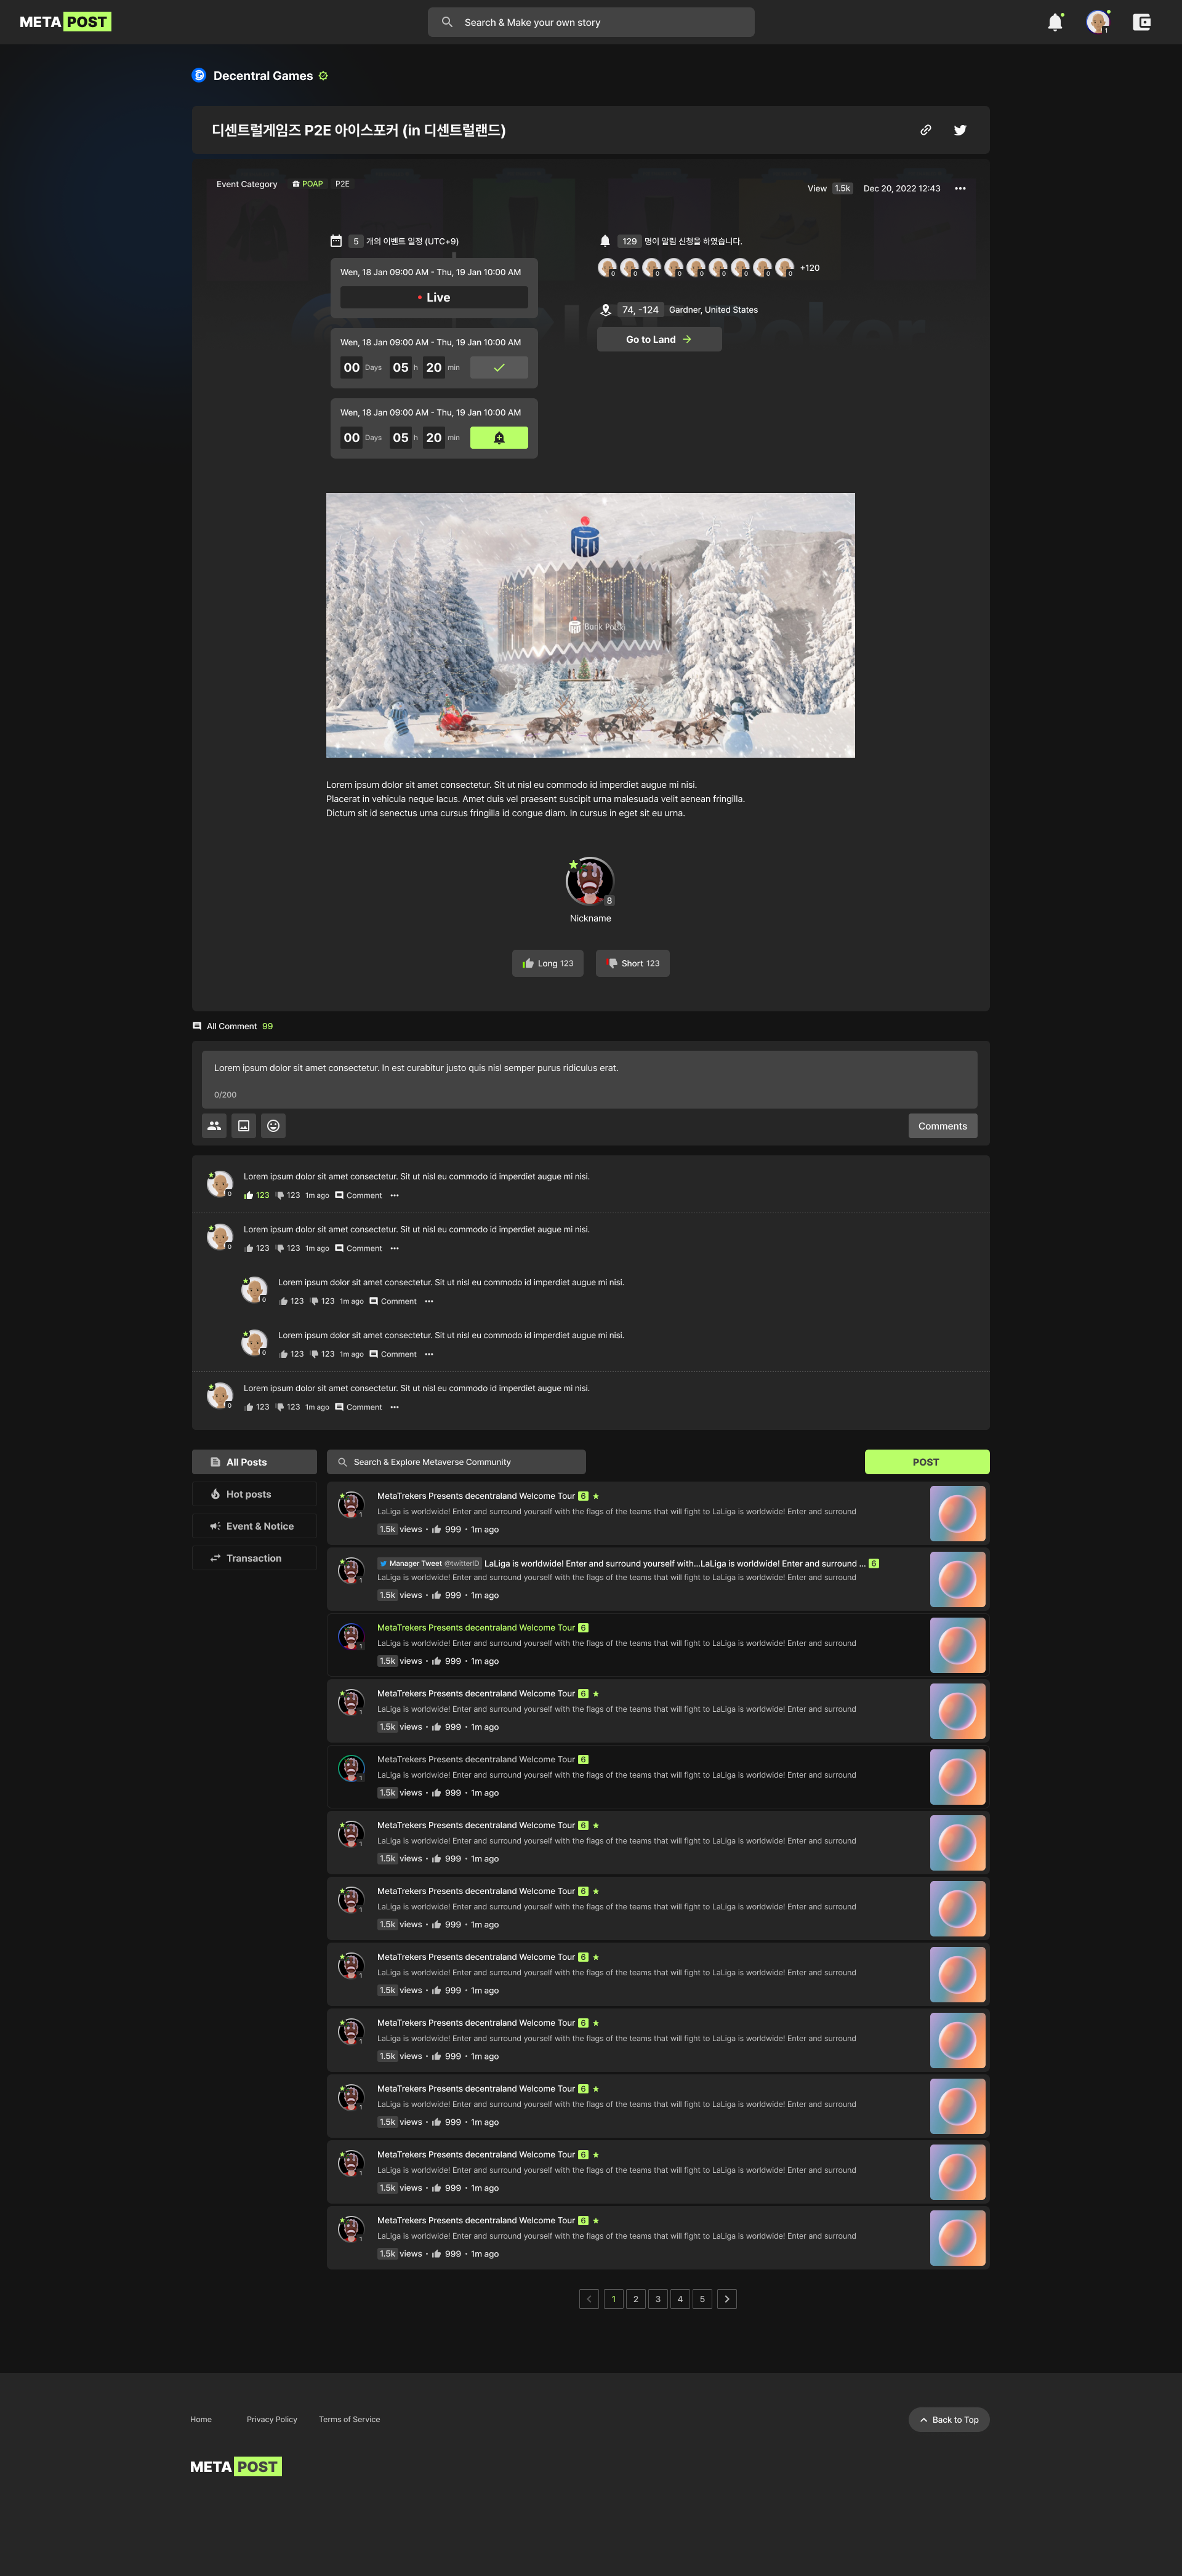 META POST
Search & Make your own story
1
Decentral Games
디센트럴게임즈 P2E 아이스포커 (in 디센트럴랜드)
Event Category POAP P2E
View 1.5k Dec 20, 2022 12:43
5 개의 이벤트 일정 (UTC+9)
129 명이 알림 신청을 하였습니다.
Wen, 18 Jan 09:00 AM - Thu, 19 Jan 10:00 AM
0 0 0 0 0 0 0 0 0 +120
Live
74, -124 Gardner, United States
Go to Land
Wen, 18 Jan 09:00 AM - Thu, 19 Jan 10:00 AM
00 Days 05 h 20 min
Wen, 18 Jan 09:00 AM - Thu, 19 Jan 10:00 AM
00 Days 05 h 20 min
Lorem ipsum dolor sit amet consectetur. Sit ut nisl eu commodo id imperdiet augue mi nisi.
Placerat in vehicula neque lacus. Amet duis vel praesent suscipit urna malesuada velit aenean fringilla.
Dictum sit id senectus urna cursus fringilla id congue diam. In cursus in eget sit eu urna.
8
Nickname
Long 123 Short 123
All Comment 99
Lorem ipsum dolor sit amet consectetur. In est curabitur justo quis nisl semper purus ridiculus erat.
0/200
Comments
Lorem ipsum dolor sit amet consectetur. Sit ut nisl eu commodo id imperdiet augue mi nisi.
0 123 123 1m ago Comment
Lorem ipsum dolor sit amet consectetur. Sit ut nisl eu commodo id imperdiet augue mi nisi.
0 123 123 1m ago Comment
Lorem ipsum dolor sit amet consectetur. Sit ut nisl eu commodo id imperdiet augue mi nisi.
0 123 123 1m ago Comment
Lorem ipsum dolor sit amet consectetur. Sit ut nisl eu commodo id imperdiet augue mi nisi.
0 123 123 1m ago Comment
Lorem ipsum dolor sit amet consectetur. Sit ut nisl eu commodo id imperdiet augue mi nisi.
0 123 123 1m ago Comment
All Posts
Hot posts
Event & Notice
Transaction
Search & Explore Metaverse Community
POST
MetaTrekers Presents decentraland Welcome Tour 6
LaLiga is worldwide! Enter and surround yourself with the flags of the teams that will fight to LaLiga is worldwide! Enter and surround
1 1.5k views • 999 • 1m ago
Manager Tweet @twitterID LaLiga is worldwide! Enter and surround yourself with...LaLiga is worldwide! Enter and surround ... 6
LaLiga is worldwide! Enter and surround yourself with the flags of the teams that will fight to LaLiga is worldwide! Enter and surround
1 1.5k views • 999 • 1m ago
MetaTrekers Presents decentraland Welcome Tour 6
LaLiga is worldwide! Enter and surround yourself with the flags of the teams that will fight to LaLiga is worldwide! Enter and surround
1 1.5k views • 999 • 1m ago
MetaTrekers Presents decentraland Welcome Tour 6
LaLiga is worldwide! Enter and surround yourself with the flags of the teams that will fight to LaLiga is worldwide! Enter and surround
1 1.5k views • 999 • 1m ago
MetaTrekers Presents decentraland Welcome Tour 6
LaLiga is worldwide! Enter and surround yourself with the flags of the teams that will fight to LaLiga is worldwide! Enter and surround
1 1.5k views • 999 • 1m ago
MetaTrekers Presents decentraland Welcome Tour 6
LaLiga is worldwide! Enter and surround yourself with the flags of the teams that will fight to LaLiga is worldwide! Enter and surround
1 1.5k views • 999 • 1m ago
MetaTrekers Presents decentraland Welcome Tour 6
LaLiga is worldwide! Enter and surround yourself with the flags of the teams that will fight to LaLiga is worldwide! Enter and surround
1 1.5k views • 999 • 1m ago
MetaTrekers Presents decentraland Welcome Tour 6
LaLiga is worldwide! Enter and surround yourself with the flags of the teams that will fight to LaLiga is worldwide! Enter and surround
1 1.5k views • 999 • 1m ago
MetaTrekers Presents decentraland Welcome Tour 6
LaLiga is worldwide! Enter and surround yourself with the flags of the teams that will fight to LaLiga is worldwide! Enter and surround
1 1.5k views • 999 • 1m ago
MetaTrekers Presents decentraland Welcome Tour 6
LaLiga is worldwide! Enter and surround yourself with the flags of the teams that will fight to LaLiga is worldwide! Enter and surround
1 1.5k views • 999 • 1m ago
MetaTrekers Presents decentraland Welcome Tour 6
LaLiga is worldwide! Enter and surround yourself with the flags of the teams that will fight to LaLiga is worldwide! Enter and surround
1 1.5k views • 999 • 1m ago
MetaTrekers Presents decentraland Welcome Tour 6
LaLiga is worldwide! Enter and surround yourself with the flags of the teams that will fight to LaLiga is worldwide! Enter and surround
1 1.5k views • 999 • 1m ago
1 2 3 4 5
Home Privacy Policy Terms of Service
Back to Top
META POST